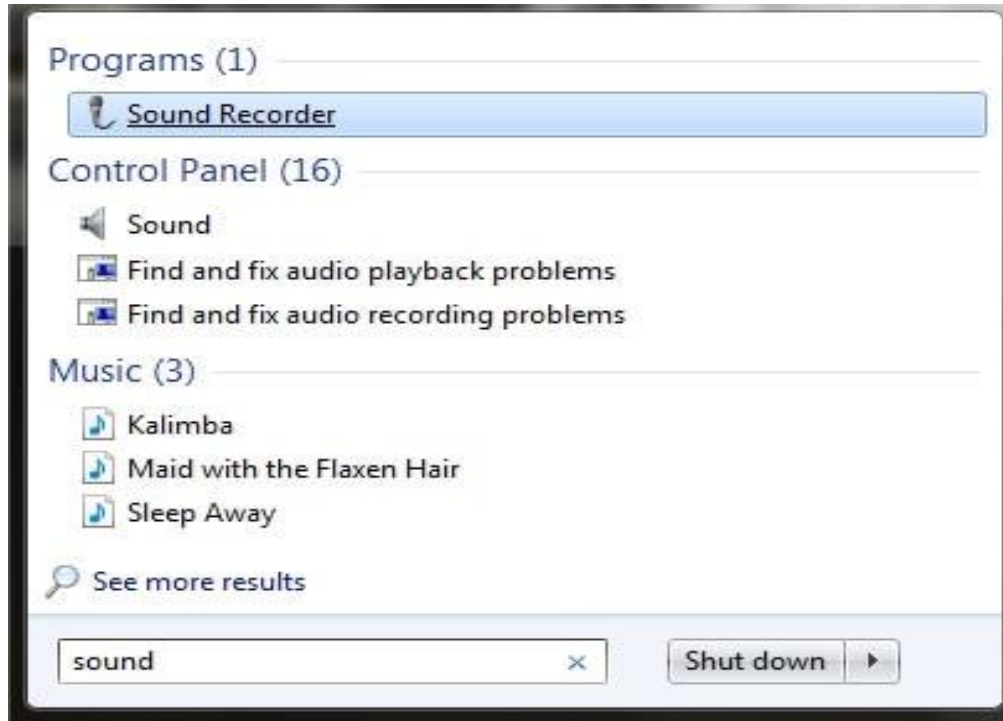 Programs (1)
Sound Recorder
Control Panel (16)
Sound
Find and fix audio playback problems
Find and fix audio recording problems
Music (3)
Kalimba
Maid with the Flaxen Hair
Sleep Away
See more results
sound
Shut down